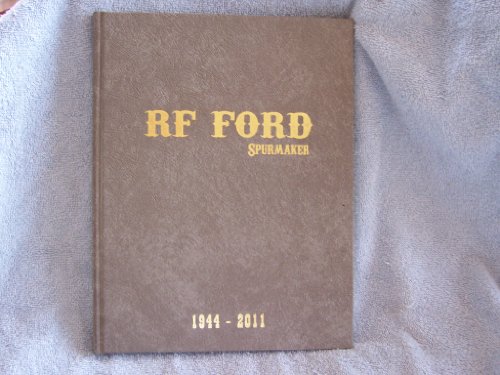 RF FORD
SPURMAKER
1944 - 2011